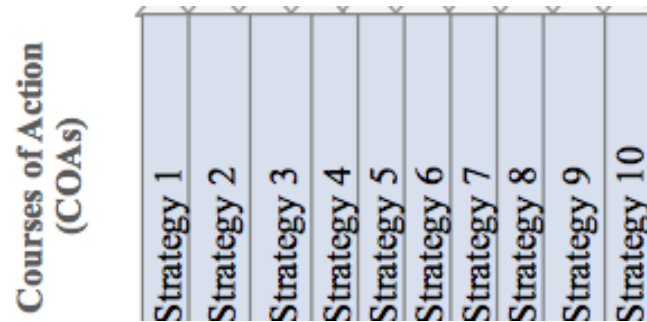 Courses of Action
(COAs)
Strategy 1
Strategy 2
Strategy 3
Strategy 4
Strategy 5
Strategy 6
Strategy 7
Strategy 8
Strategy 9
Strategy 10